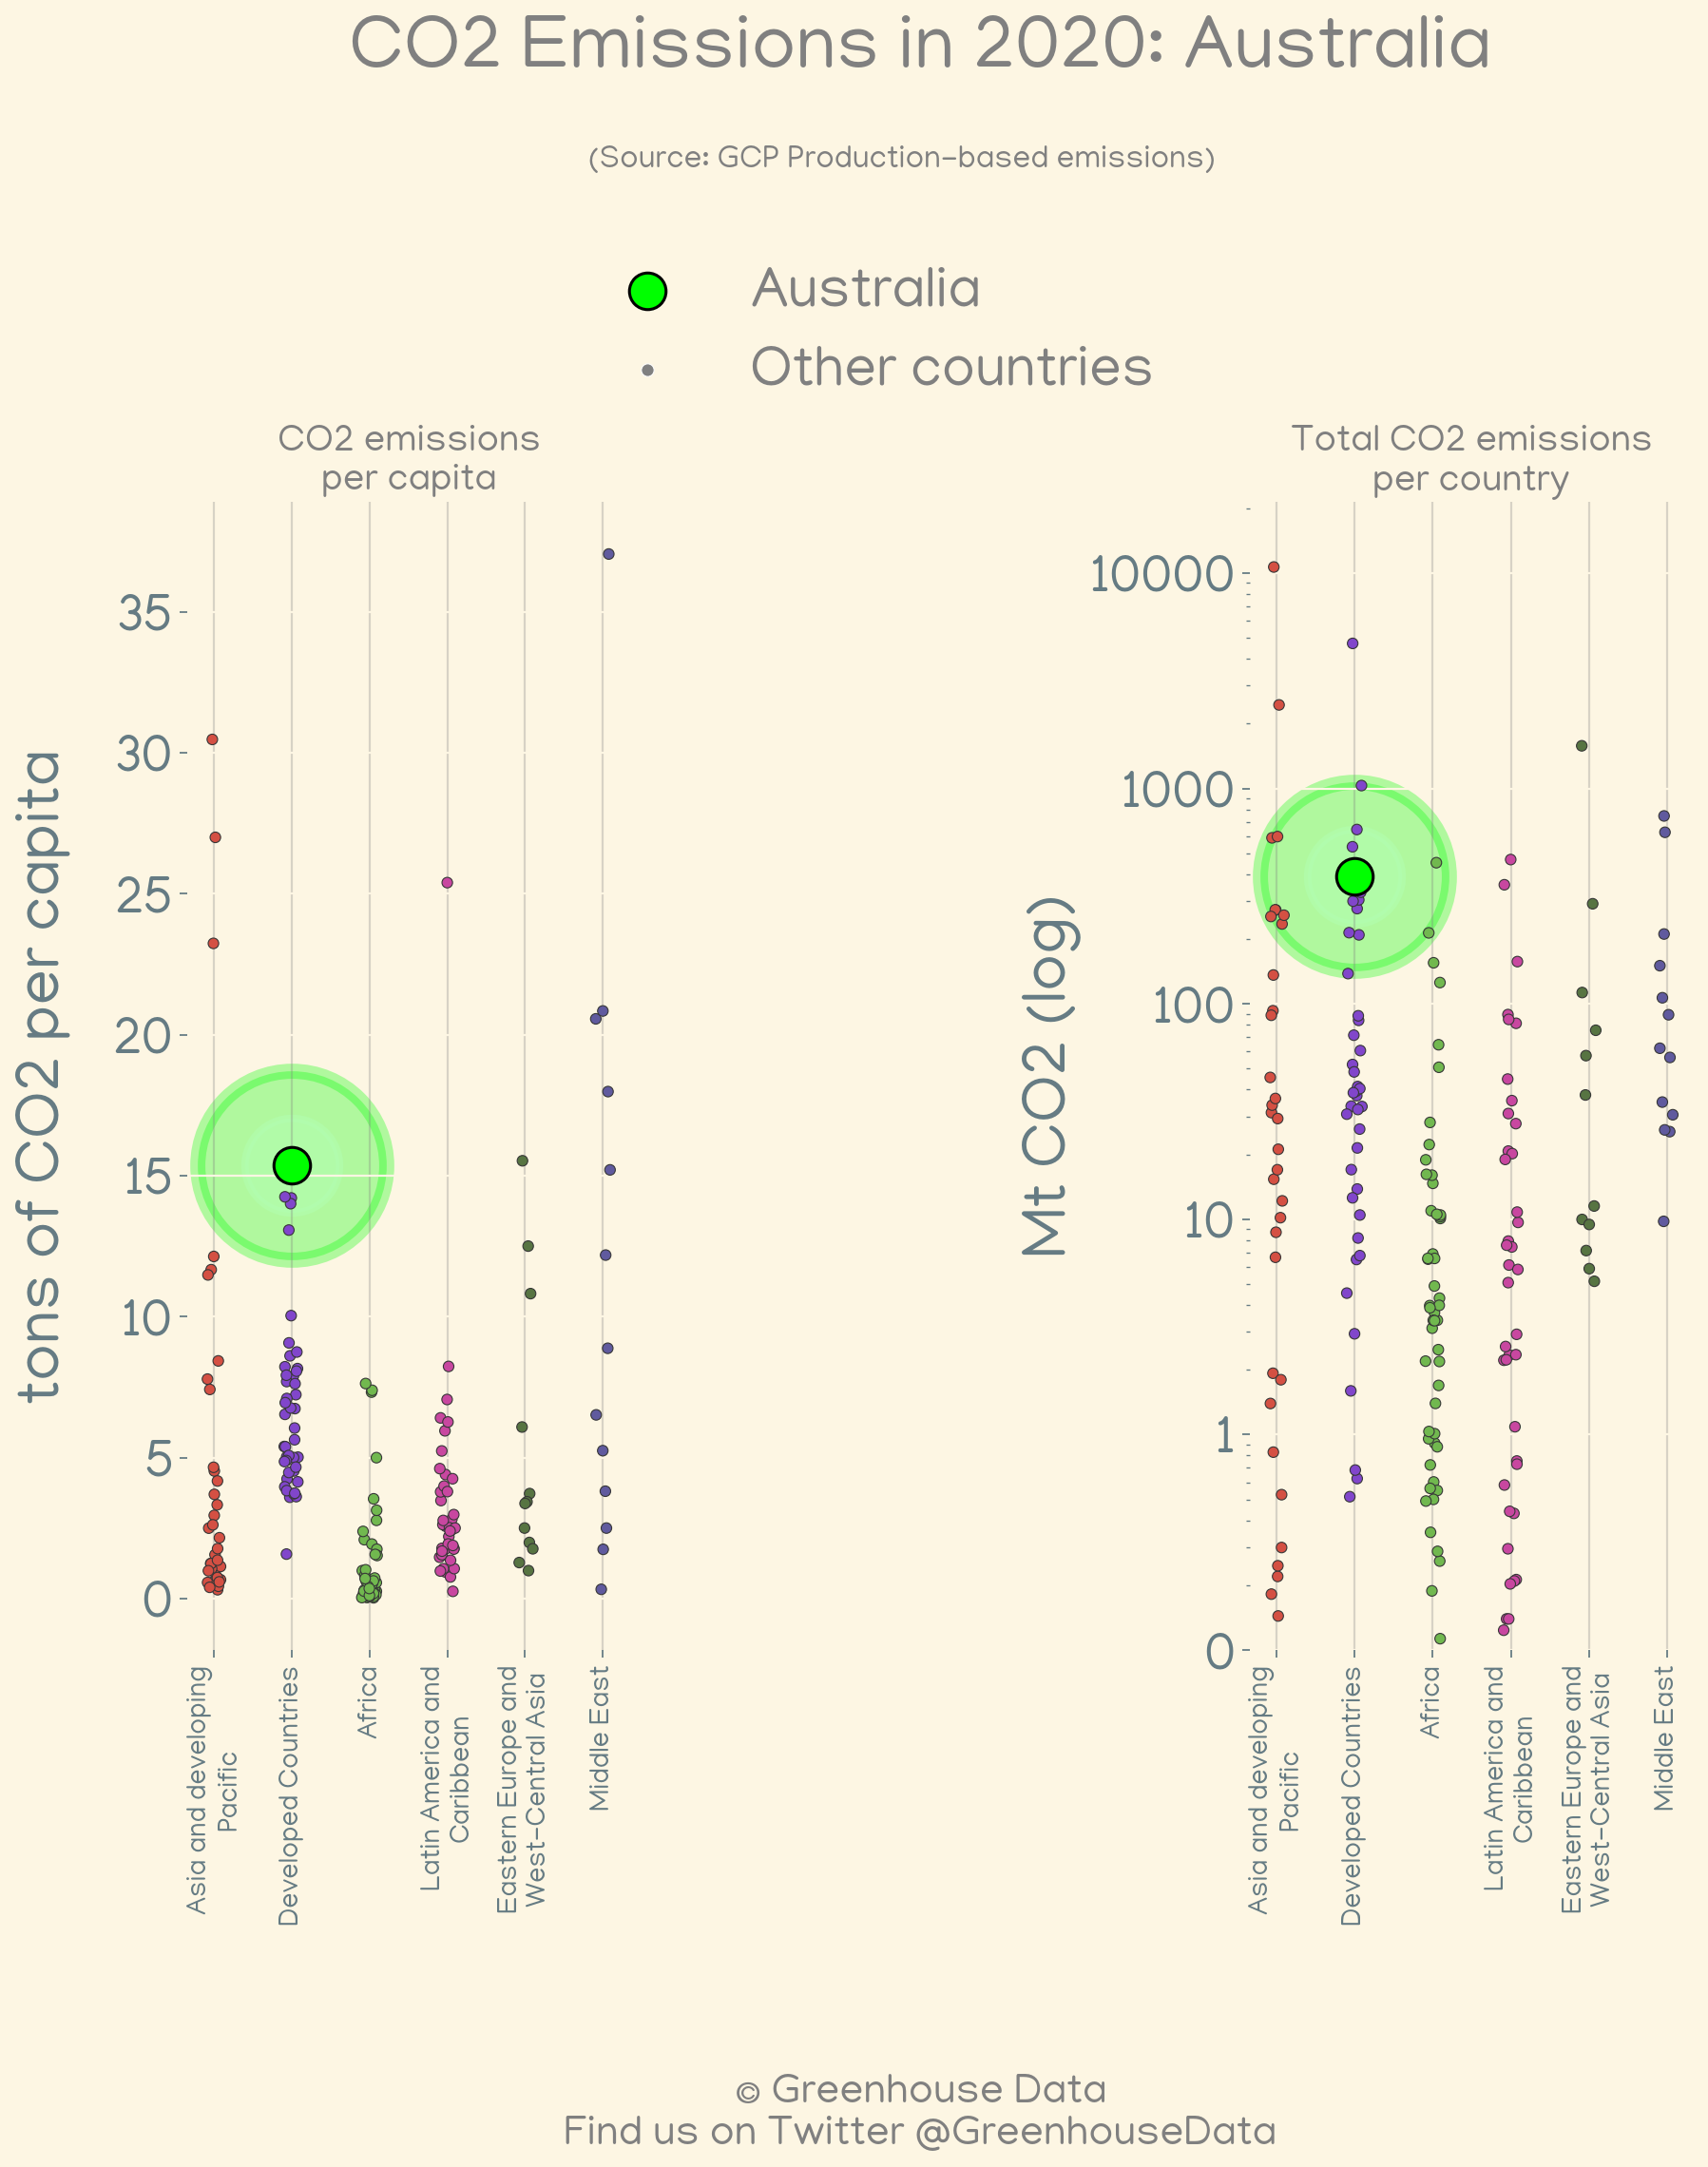 CO2 Emissions in 2020: Australia
(Source: GCP Production-based emissions)
Australia
Other countries
CO2 emissions
per capita
tons of CO2 per capita
35
30
25
20
15
10
5
0
Asia and developing
Pacific
Developed Countries
Africa
Latin America and
Caribbean
Eastern Europe and
West-Central Asia
Middle East
Total CO2 emissions
per country
Mt CO2 (log)
10000
1000
100
10
1
0
Asia and developing
Pacific
Developed Countries
Africa
Latin America and
Caribbean
Eastern Europe and
West-Central Asia
Middle East
© Greenhouse Data
Find us on Twitter @GreenhouseData